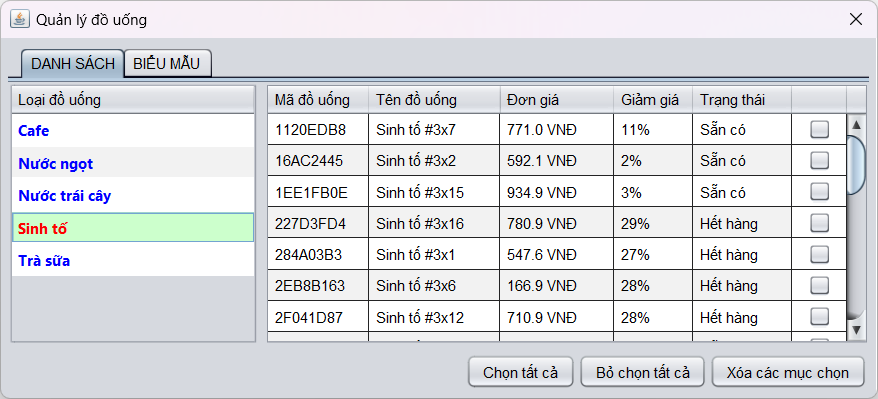 Quản lý đồ uống
DANH SÁCH BIỂU MẪU
Loại đồ uống
Cafe
Nước ngọt
Nước trái cây
Sinh tố
Trà sữa
Mã đồ uống Tên đồ uống Đơn giá Giảm giá Trạng thái
1120EDB8 Sinh tố #3x7 771.0 VNĐ 11% Sẵn có
16AC2445 Sinh tố #3x2 592.1 VNĐ 2% Sẵn có
1EE1FB0E Sinh tố #3x15 934.9 VNĐ 3% Sẵn có
227D3FD4 Sinh tố #3x16 780.9 VNĐ 29% Hết hàng
284A03B3 Sinh tố #3x1 547.6 VNĐ 27% Hết hàng
2EB8B163 Sinh tố #3x6 166.9 VNĐ 28% Hết hàng
2F041D87 Sinh tố #3x12 710.9 VNĐ 28% Hết hàng
Chọn tất cả Bỏ chọn tất cả Xóa các mục chọn